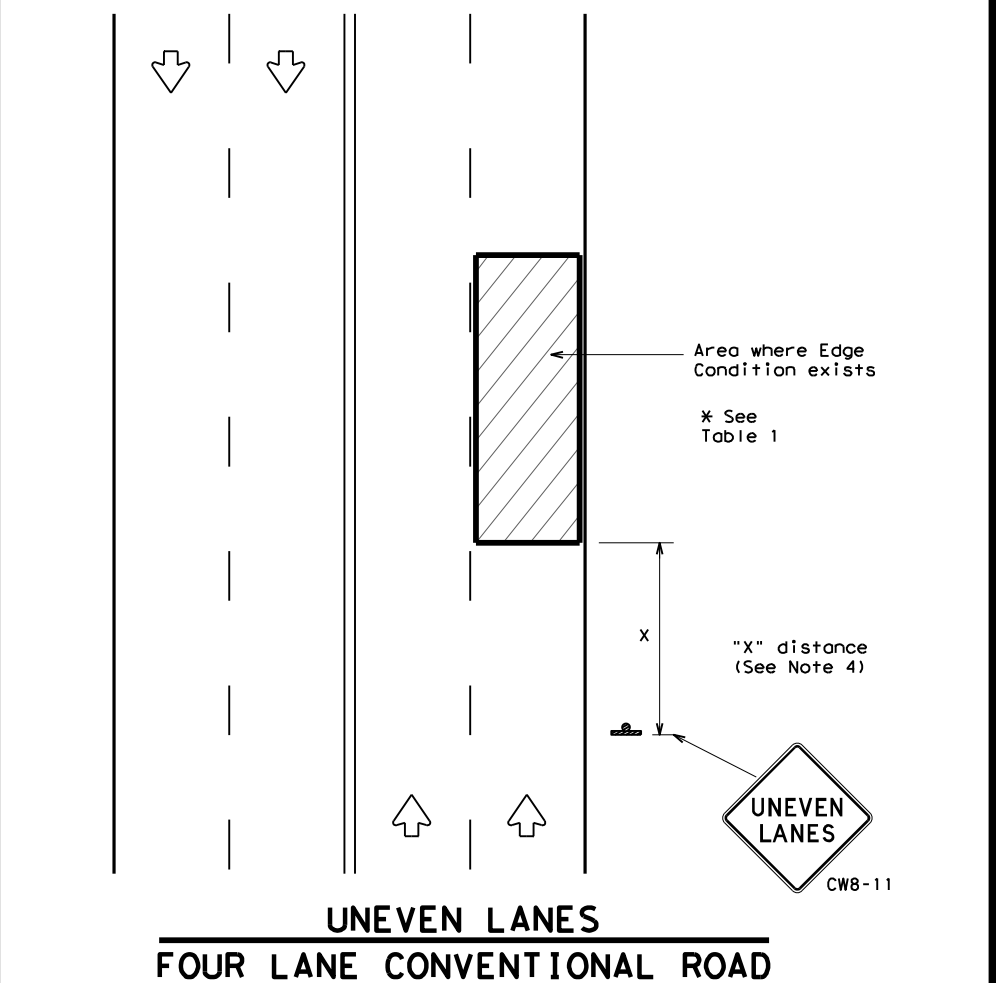 Area where Edge
Condition exists
* See
Table 1
X
"X" distance
(See Note 4)
UNEVEN
LANES
CW8-11
UNEVEN LANES
FOUR LANE CONVENTIONAL ROAD